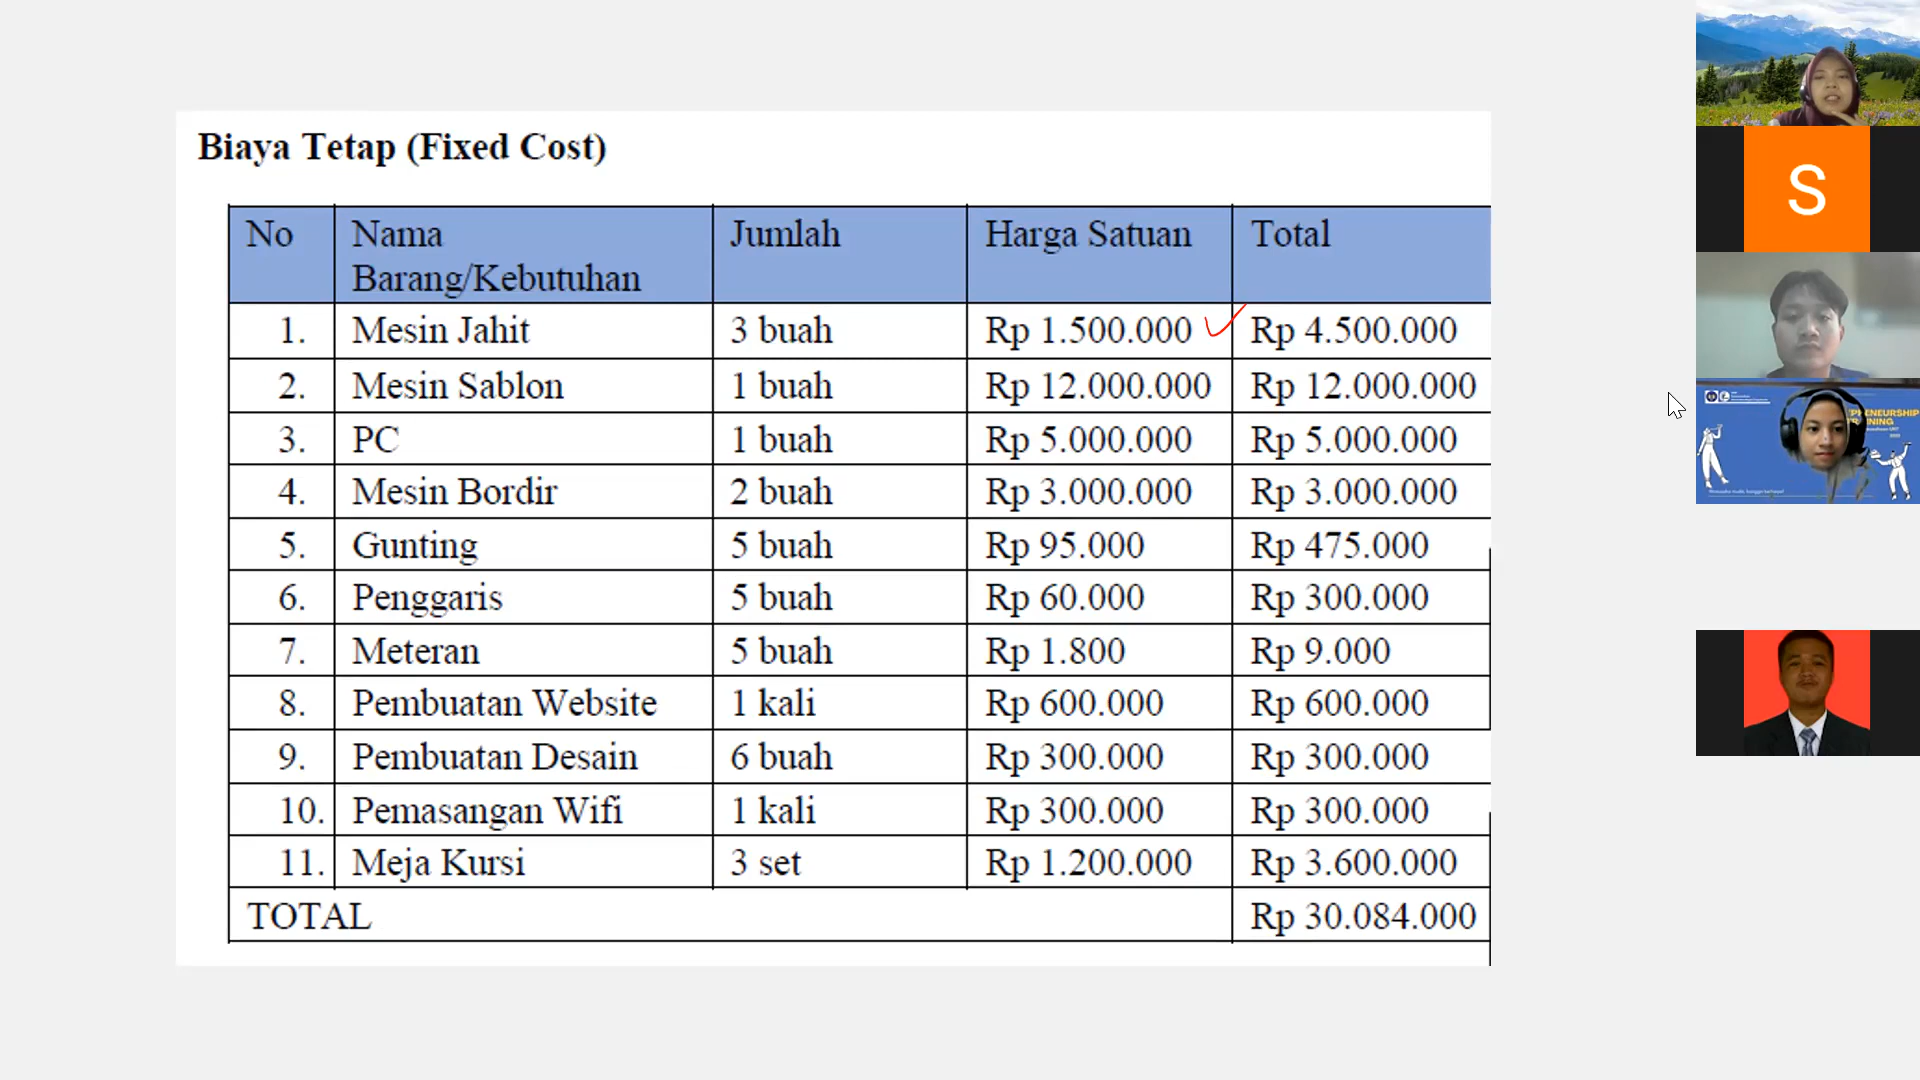 Biaya Tetap (Fixed Cost)
No Nama Barang/Kebutuhan Jumlah Harga Satuan Total
1. Mesin Jahit 3 buah Rp 1.500.000 Rp 4.500.000
2. Mesin Sablon 1 buah Rp 12.000.000 Rp 12.000.000
3. PC 1 buah Rp 5.000.000 Rp 5.000.000
4. Mesin Bordir 2 buah Rp 3.000.000 Rp 3.000.000
5. Gunting 5 buah Rp 95.000 Rp 475.000
6. Penggaris 5 buah Rp 60.000 Rp 300.000
7. Meteran 5 buah Rp 1.800 Rp 9.000
8. Pembuatan Website 1 kali Rp 600.000 Rp 600.000
9. Pembuatan Desain 6 buah Rp 300.000 Rp 300.000
10. Pemasangan Wifi 1 kali Rp 300.000 Rp 300.000
11. Meja Kursi 3 set Rp 1.200.000 Rp 3.600.000
TOTAL Rp 30.084.000
S